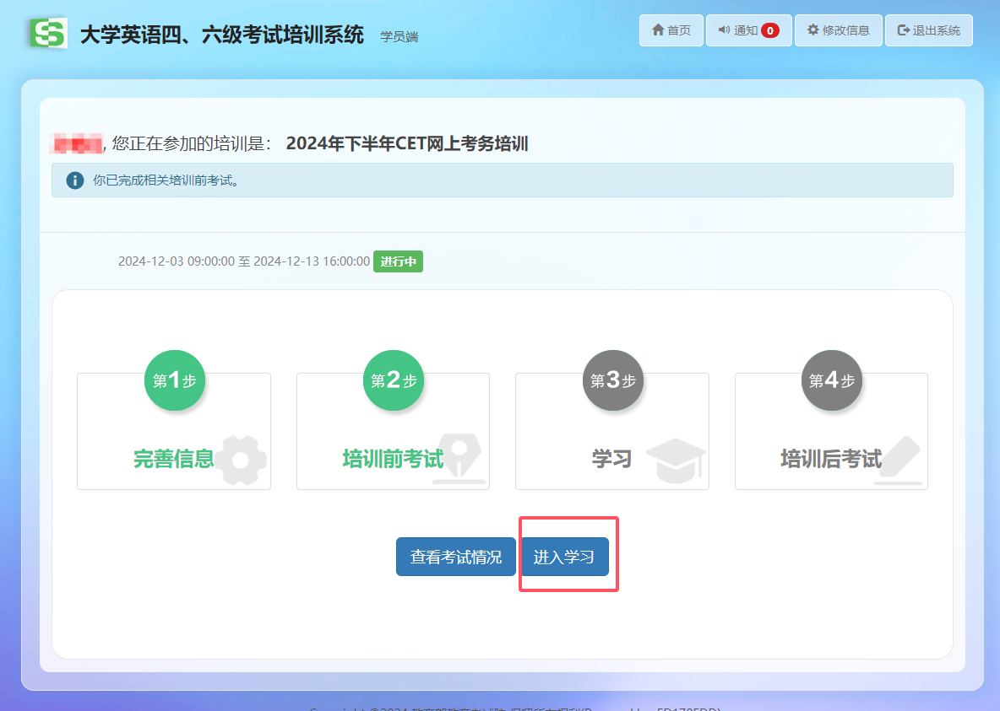 大学英语四、六级考试培训系统 学员端
首页 通知 0 修改信息 退出系统
, 您正在参加的培训是： 2024年下半年CET网上考务培训
你已完成相关培训前考试。
2024-12-03 09:00:00 至 2024-12-13 16:00:00 进行中
第1步
完善信息
第2步
培训前考试
第3步
学习
第4步
培训后考试
查看考试情况 进入学习